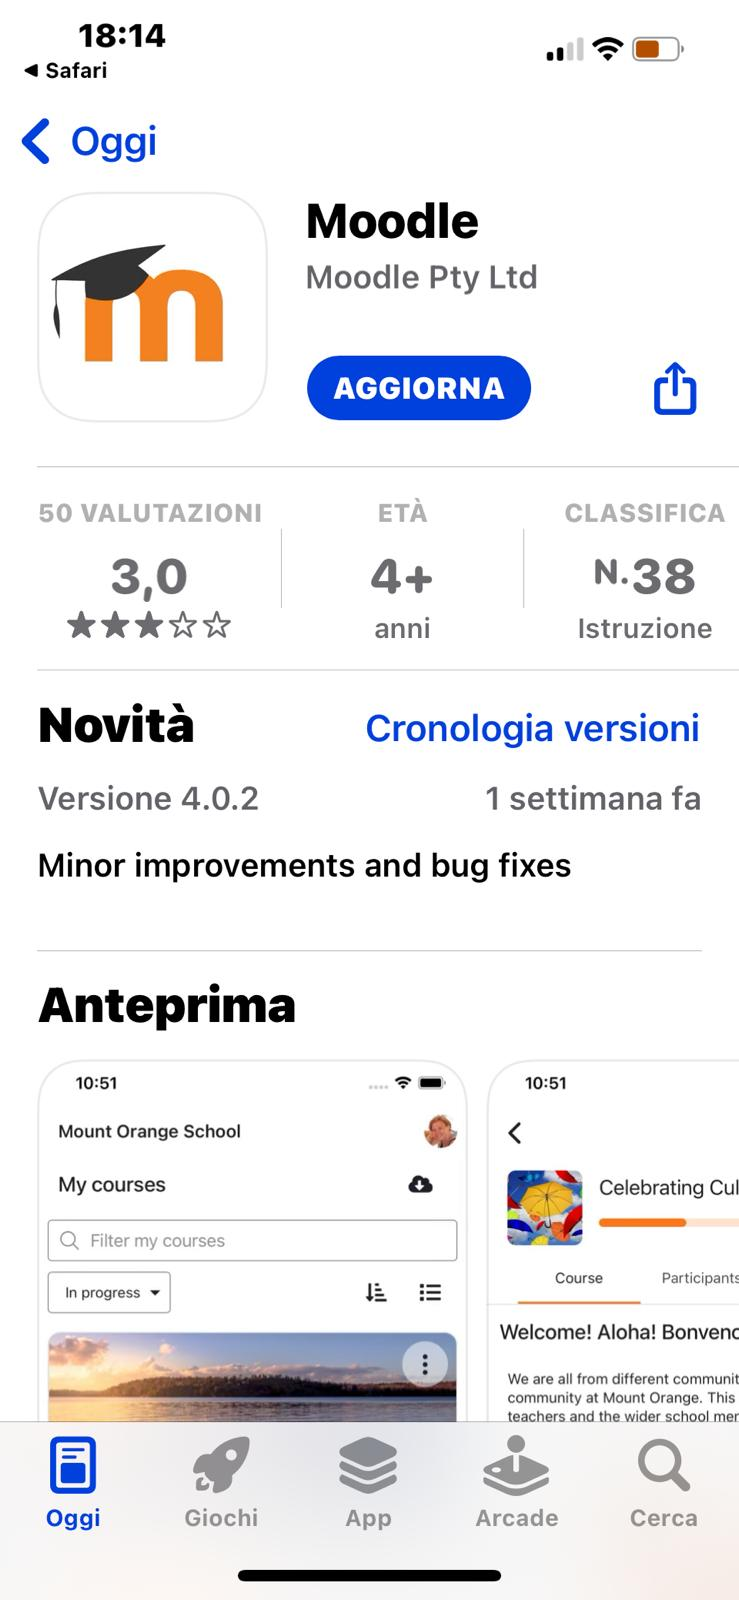 18:14
◀ Safari
Oggi
Moodle
Moodle Pty Ltd
AGGIORNA
50 VALUTAZIONI
3,0
ETÀ
4+
anni
CLASSIFICA
N.38
Istruzione
Novità
Cronologia versioni
Versione 4.0.2
1 settimana fa
Minor improvements and bug fixes
Anteprima
10:51
Mount Orange School
My courses
Filter my courses
In progress
10:51
Celebrating Cul
Course
Participants
Welcome! Aloha! Bonvenc
We are all from different communit
community at Mount Orange. This
teachers and the wider school mer
Oggi
Giochi
App
Arcade
Cerca